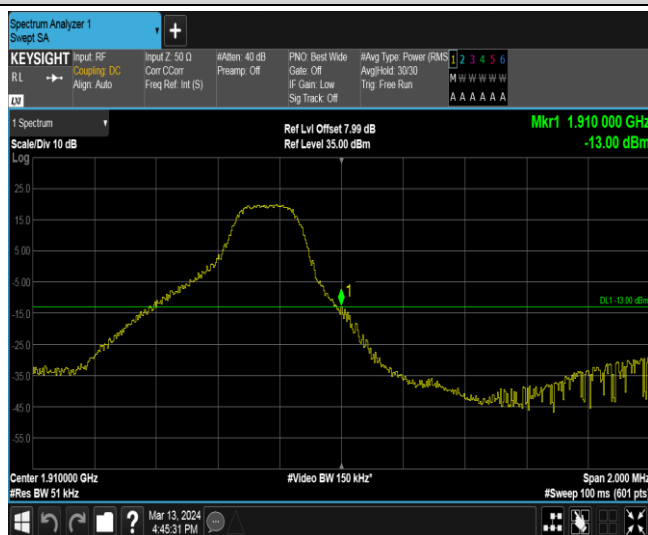 Spectrum Analyzer 1
Swept SA
KEYSIGHT
RL
Input: RF
Coupling: DC
Align: Auto
Input Z: 50 Ω
Corr CCorr
Freq Ref: Int (S)
#Atten: 40 dB
Preamp: Off
PNO: Best Wide
Gate: Off
IF Gain: Low
Sig Track: Off
#Avg Type: Power (RMS
Avg|Hold: 30/30
Trig: Free Run
1 2 3 4 5 6
M W W W W W
A A A A A A
LXI
1 Spectrum
Scale/Div 10 dB
Log
Ref Lvl Offset 7.99 dB
Ref Level 35.00 dBm
Mkr1 1.910 000 GHz
-13.00 dBm
25.0
15.0
5.00
-5.00
1
DL1 -13.00 dBm
-15.0
-25.0
-35.0
-45.0
-55.0
Center 1.91000 GHz
#Res BW 51 kHz
#Video BW 150 kHz*
Span 2.000 MHz
#Sweep 100 ms (601 pts)
?
Mar 13, 2024
4:45:31 PM